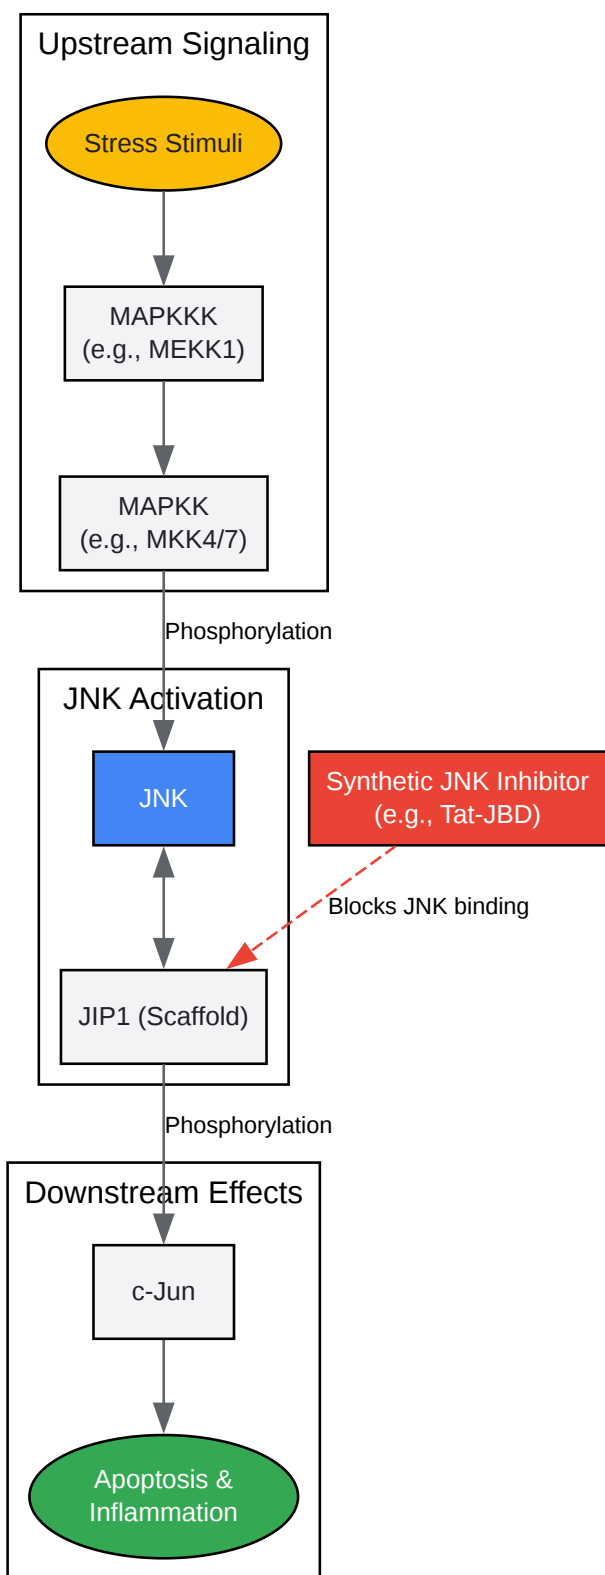 Upstream Signaling
Stress Stimuli
MAPKKK
(e.g., MEKK1)
MAPKK
(e.g., MKK4/7)
Phosphorylation
JNK Activation
JNK
Synthetic JNK Inhibitor
(e.g., Tat-JBD)
Blocks JNK binding
JIP1 (Scaffold)
Phosphorylation
Downstream Effects
c-Jun
Apoptosis &
Inflammation